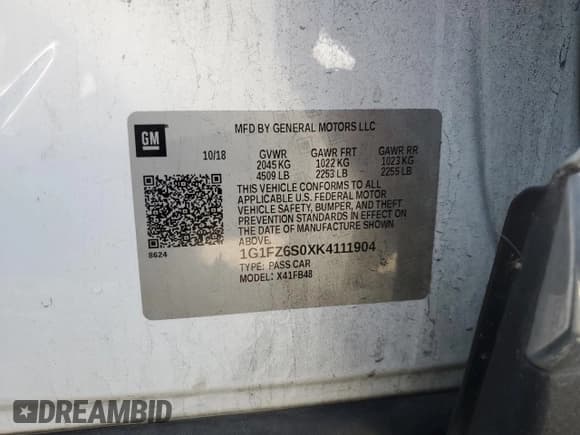 GM
MFD BY GENERAL MOTORS LLC
10/18 GVWR GAWR FRT GAWR RR
2045 KG 1022 KG 1023 KG
4509 LB 2253 LB 2255 LB
THIS VEHICLE CONFORMS TO ALL
APPLICABLE U.S. FEDERAL MOTOR
VEHICLE SAFETY, BUMPER, AND THEFT
PREVENTION STANDARDS IN EFFECT ON
THE DATE OF MANUFACTURE SHOWN
ABOVE.
8624
1G1FZ6S0XK4111904
TYPE: PASS CAR
MODEL: X41FB48
DREAMBID